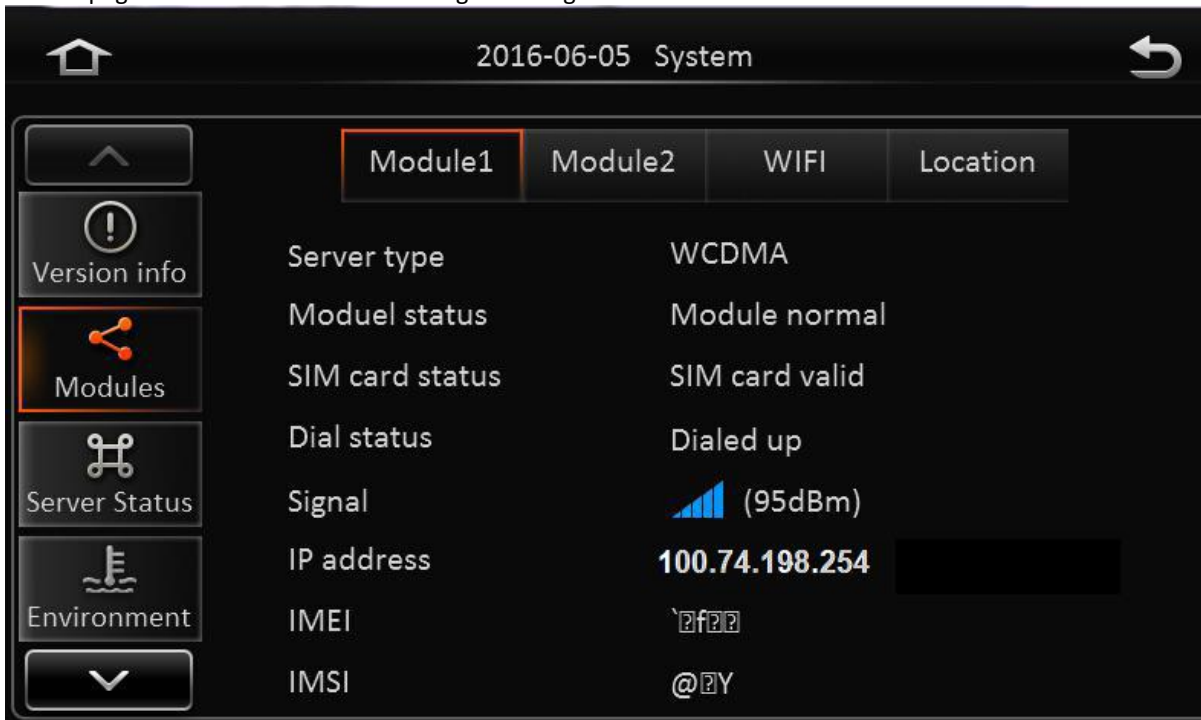 2016-06-05 System
Module1 Module2 WIFI Location
Version info
Modules
Server Status
Environment
Server type WCDMA
Moduel status Module normal
SIM card status SIM card valid
Dial status Dialed up
Signal (95dBm)
IP address 100.74.198.254
IMEI
IMSI